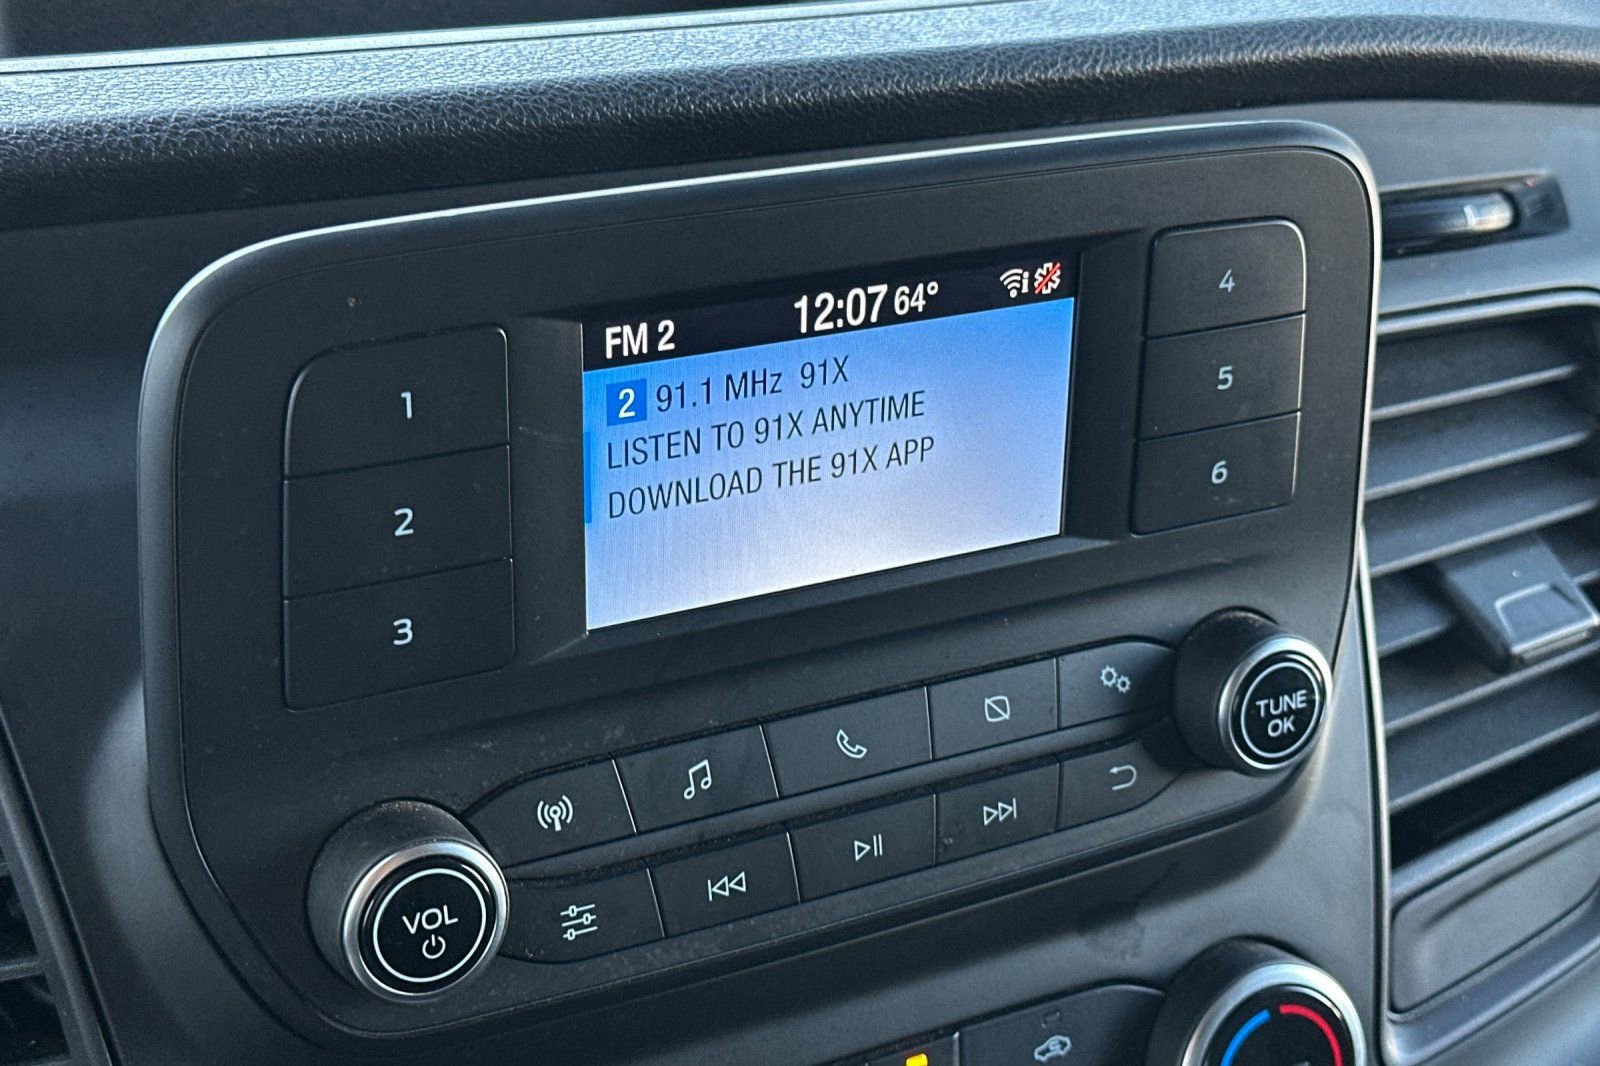 FM 2 12:07 64°
2 91.1 MHz 91X
LISTEN TO 91X ANYTIME
DOWNLOAD THE 91X APP
1
2
3
4
5
6
TUNE
OK
VOL